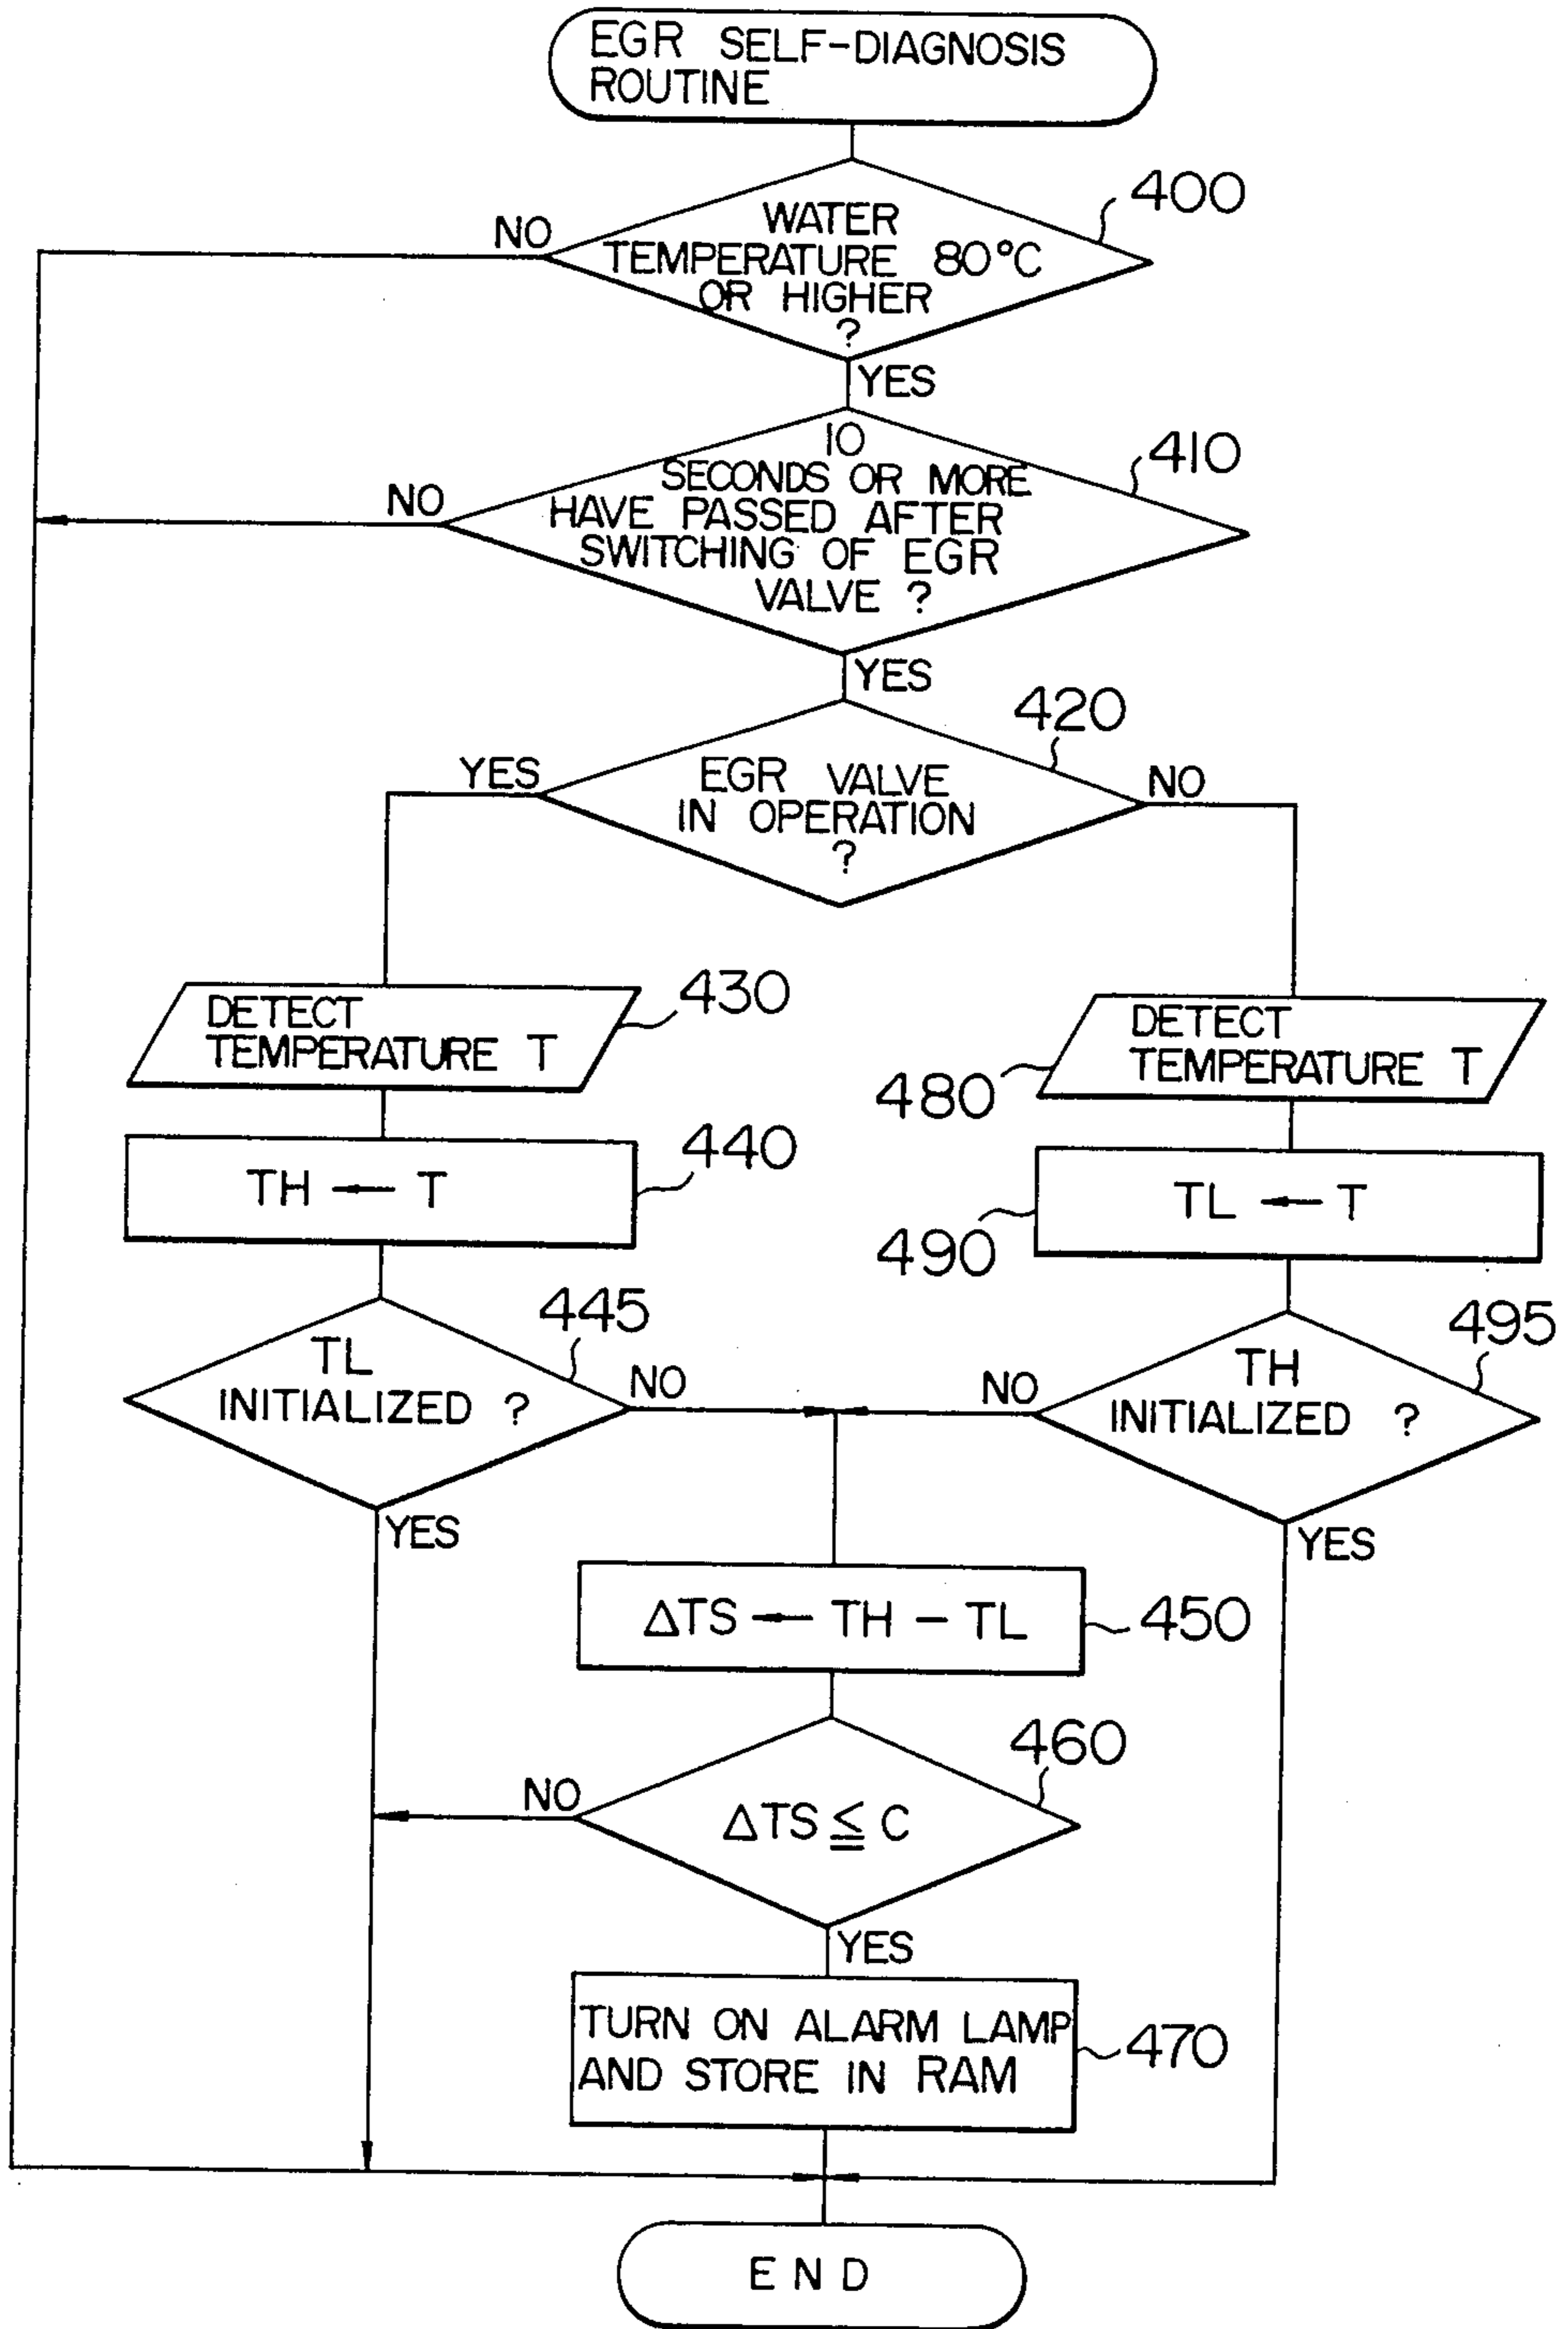 EGR SELF-DIAGNOSIS
ROUTINE
400
WATER
TEMPERATURE 80°C
OR HIGHER
?
NO
YES
410
10
SECONDS OR MORE
HAVE PASSED AFTER
SWITCHING OF EGR
VALVE ?
NO
YES
420
EGR VALVE
IN OPERATION
?
YES
NO
DETECT
TEMPERATURE T
430
DETECT
TEMPERATURE T
480
TH ← T
440
TL ← T
490
445
TL
INITIALIZED ?
NO
YES
495
TH
INITIALIZED ?
NO
YES
ΔTS ← TH – TL
450
460
ΔTS ≦ C
NO
YES
TURN ON ALARM LAMP
AND STORE IN RAM
470
END